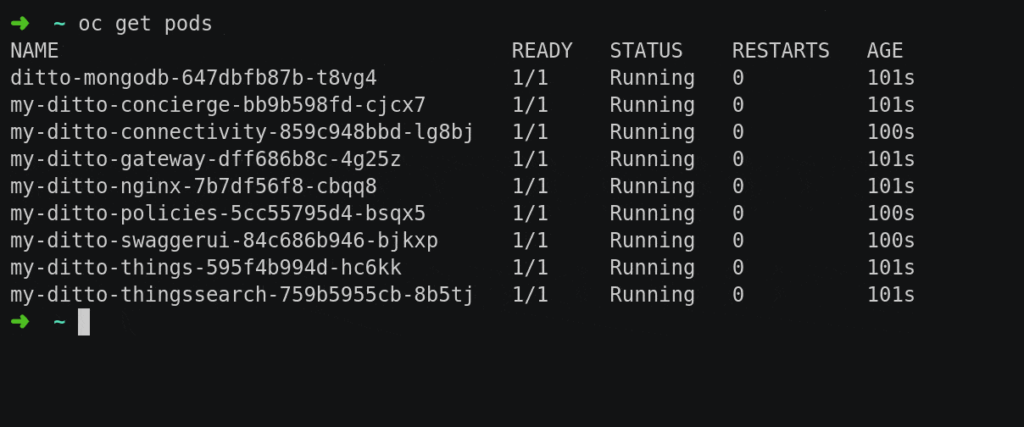 ➜ ~ oc get pods
NAME READY STATUS RESTARTS AGE
ditto-mongodb-647dbfb87b-t8vg4 1/1 Running 0 101s
my-ditto-concierge-bb9b598fd-cjcx7 1/1 Running 0 101s
my-ditto-connectivity-859c948bbd-lg8bj 1/1 Running 0 100s
my-ditto-gateway-dff686b8c-4g25z 1/1 Running 0 101s
my-ditto-nginx-7b7df56f8-cbqq8 1/1 Running 0 101s
my-ditto-policies-5cc55795d4-bsqx5 1/1 Running 0 100s
my-ditto-swaggerui-84c686b946-bjkxp 1/1 Running 0 100s
my-ditto-things-595f4b994d-hc6kk 1/1 Running 0 101s
my-ditto-thingssearch-759b5955cb-8b5tj 1/1 Running 0 101s
➜ ~